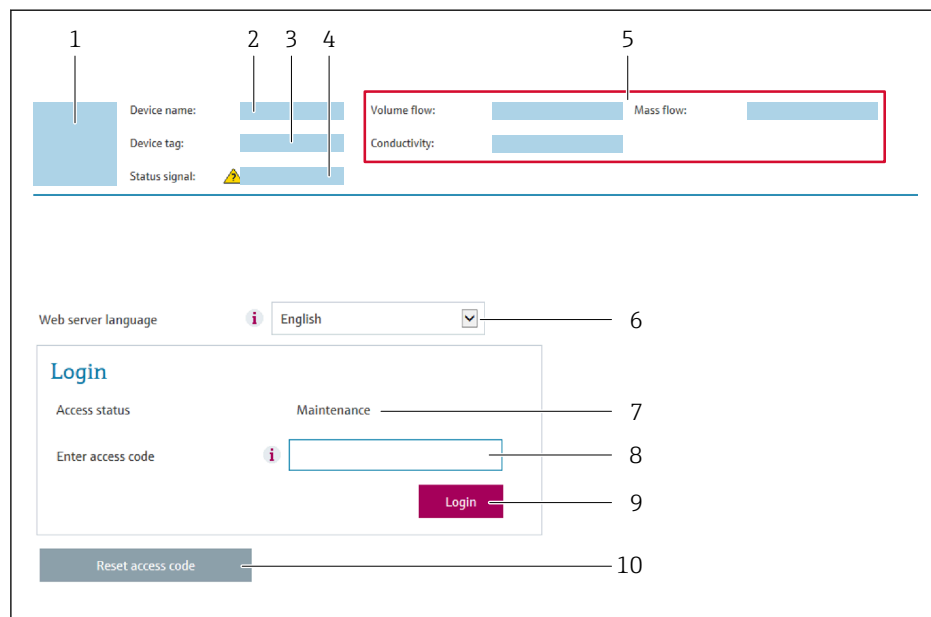 1 2 3 4 5
Device name: Volume flow: Mass flow:
Device tag: Conductivity:
Status signal: ?
Web server language i English 6
Login
Access status Maintenance 7
Enter access code i 8
Login 9
Reset access code 10